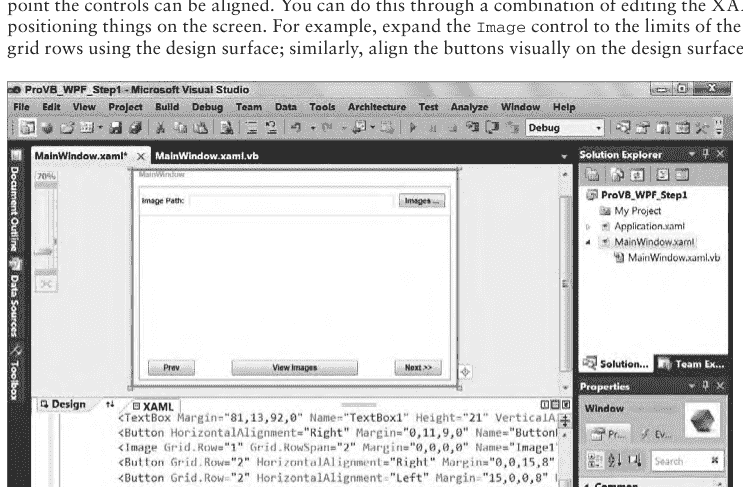 point the controls can be aligned. You can do this through a combination of editing the XA
positioning things on the screen. For example, expand the Image control to the limits of the
grid rows using the design surface; similarly, align the buttons visually on the design surface
ProVB_WPF_Step1 - Microsoft Visual Studio
File Edit View Project Build Debug Team Data Tools Architecture Test Analyze Window Help
Debug
MainWindow.xaml* × MainWindow.xaml.vb
Solution Explorer
70%
MainWindow
Image Path:
Images ...
ProVB_WPF_Step1
My Project
Application.xaml
MainWindow.xaml
MainWindow.xaml.vb
Document Outline
Data Sources
Toolbox
Prev
View Images
Next >>
Solution...
Team Ex...
Properties
Design
XAML
Window
Pr...
Ev...
Search
Common
<TextBox Margin="81,13,92,0" Name="TextBox1" Height="21" VerticalA
<Button HorizontalAlignment="Right" Margin="0,11,9,0" Name="Button
<Image Grid.Row="1" Grid.RowSpan="2" Margin="0,0,0,0" Name="Image1"
<Button Grid.Row="2" HorizontalAlignment="Right" Margin="0,0,15,8"
<Button Grid.Row="2" HorizontalAlignment="Left" Margin="15,0,0,8"